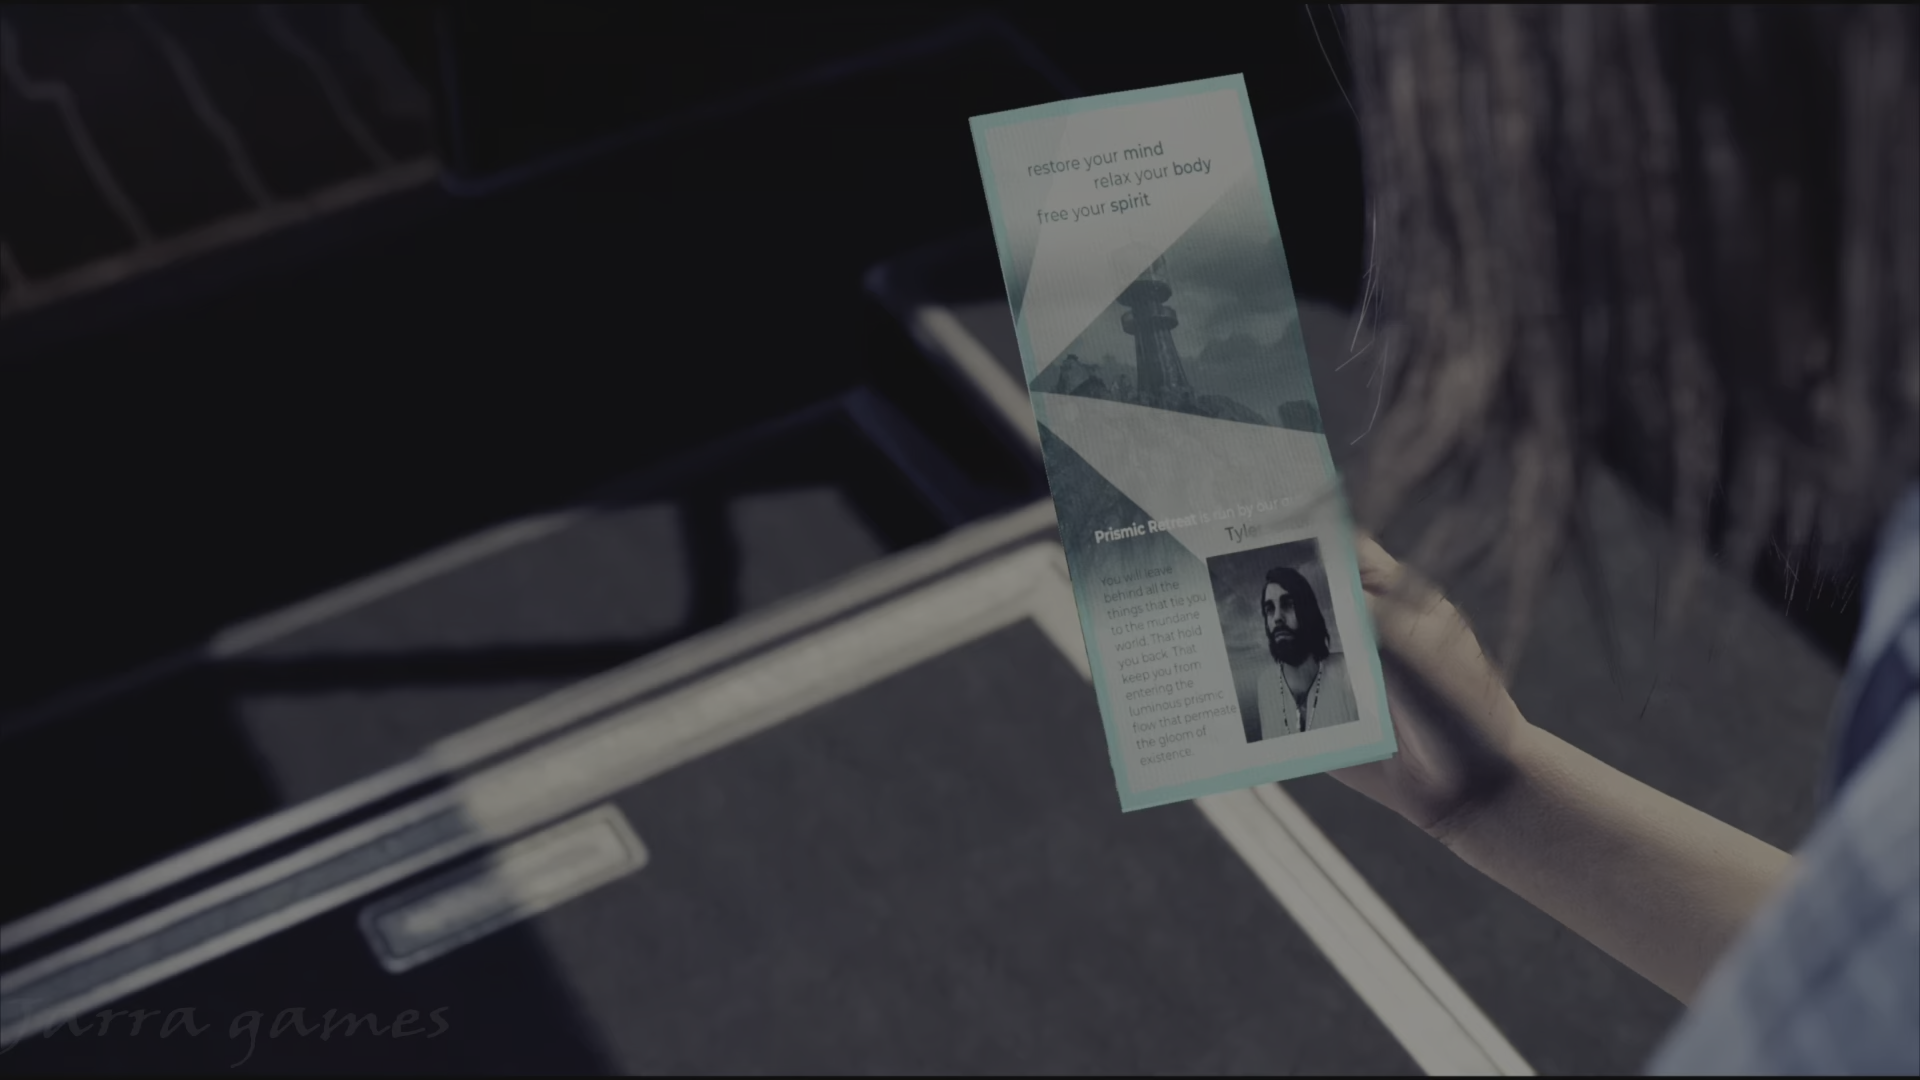 restore your mind
relax your body
free your spirit
Prismic Retreat is run by our
You will leave
behind all the
things that tie you
to the mundane
world. That hold
you back. That
keep you from
entering the
luminous prismic
flow that permeate
the gloom of
existence.
arra games